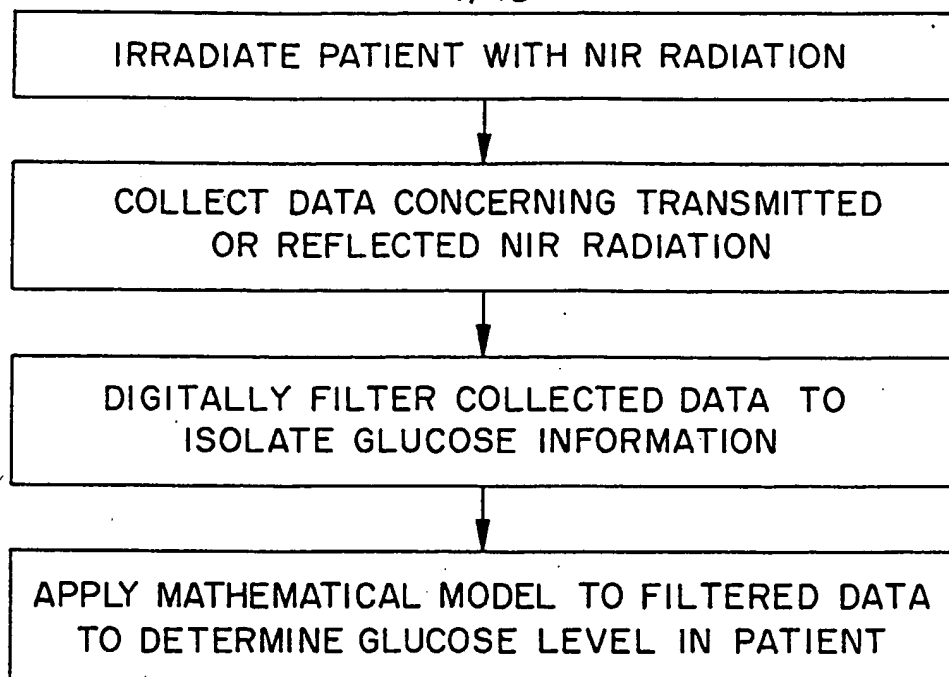 IRRADIATE PATIENT WITH NIR RADIATION
COLLECT DATA CONCERNING TRANSMITTED
OR REFLECTED NIR RADIATION
DIGITALLY FILTER COLLECTED DATA TO
ISOLATE GLUCOSE INFORMATION
APPLY MATHEMATICAL MODEL TO FILTERED DATA
TO DETERMINE GLUCOSE LEVEL IN PATIENT